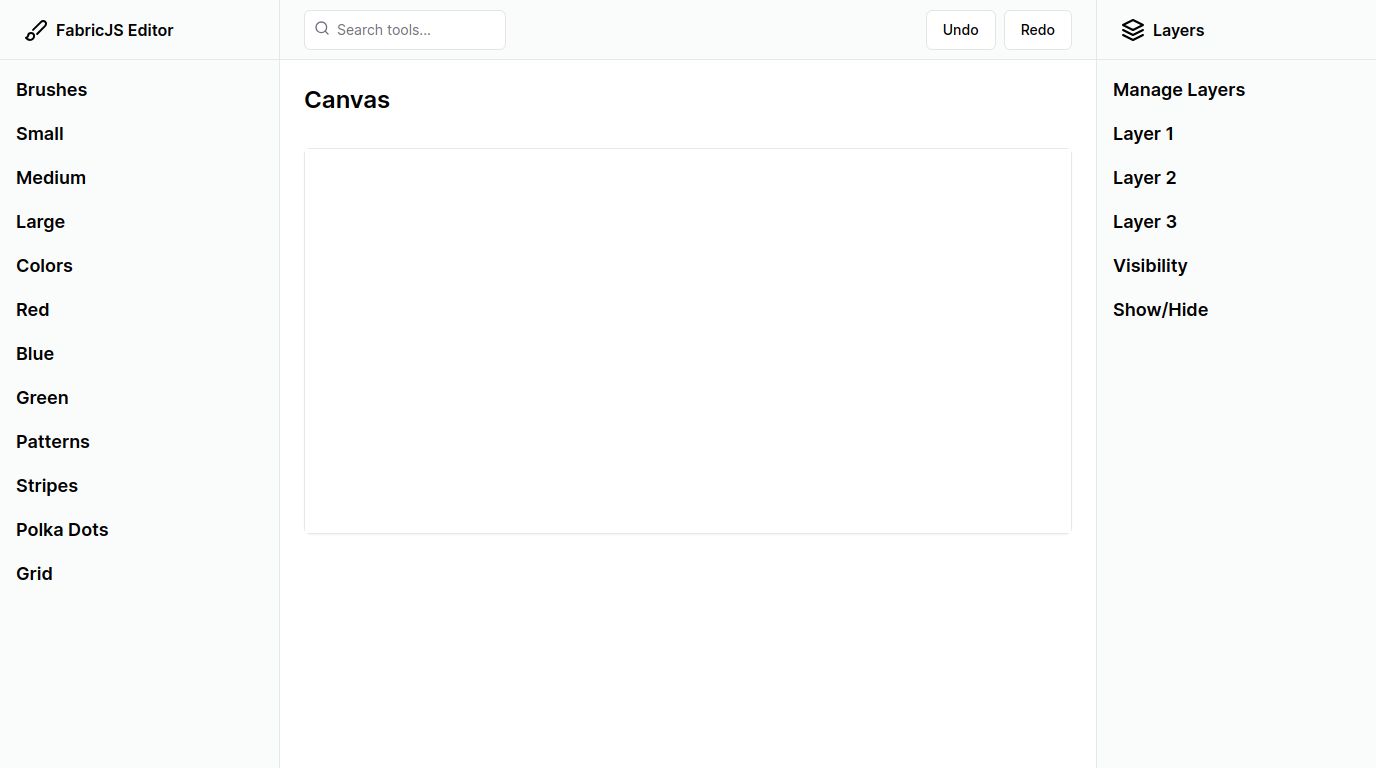 FabricJS Editor
Brushes
Small
Medium
Large
Colors
Red
Blue
Green
Patterns
Stripes
Polka Dots
Grid
Search tools...
Undo
Redo
Canvas
Layers
Manage Layers
Layer 1
Layer 2
Layer 3
Visibility
Show/Hide